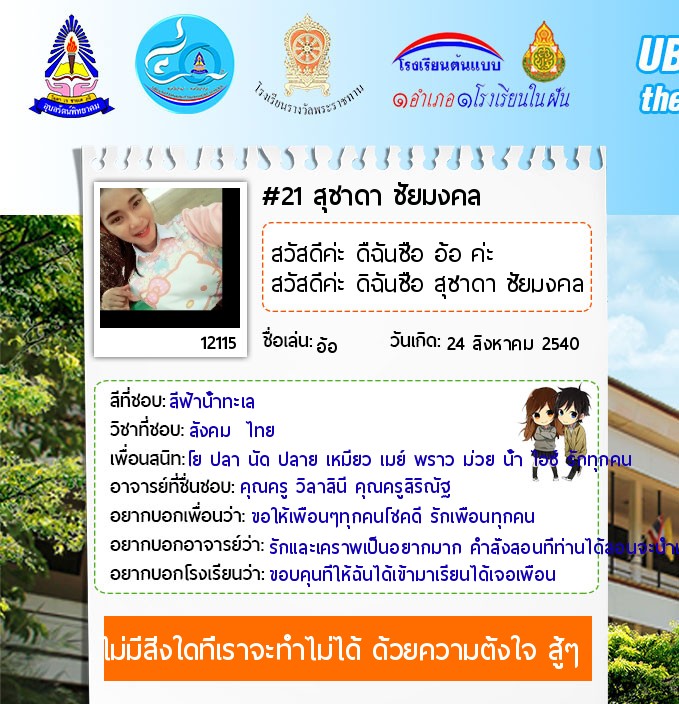 อุบลรัตน์พิทยาคม
โรงเรียนรางวัลพระราชทาน
โรงเรียนต้นแบบ
๑อำเภอ๑โรงเรียนในฝัน
UB
the
#21 สุชาดา ชัยมงคล
สวัสดีค่ะ ดีฉันชื่อ อ้อ ค่ะ
สวัสดีค่ะ ดิฉันชื่อ สุชาดา ชัยมงคล
12115
ชื่อเล่น: อ้อ วันเกิด: 24 สิงหาคม 2540
สีที่ชอบ: สีฟ้าน้ำทะเล
วิชาที่ชอบ: สังคม ไทย
เพื่อนสนิท: โย ปลา นัด ปลาย เหมียว เมย์ พราว ม่วย น้ำ ไอซ์ รักทุกคน
อาจารย์ที่ชื่นชอบ: คุณครู วิลาสินี คุณครูสิริณัฐ
อยากบอกเพื่อนว่า: ขอให้เพื่อนๆทุกคนโชคดี รักเพื่อนทุกคน
อยากบอกอาจารย์ว่า: รักและเคราพเป็นอยากมาก คำสั่งสอนที่ท่านได้สอนจะนำ
อยากบอกโรงเรียนว่า: ขอบคุนที่ให้ฉันได้เข้ามาเรียนได้เจอเพื่อน
ไม่มีสิ่งใดที่เราจะทำไม่ได้ ด้วยความตั้งใจ สู้ๆ